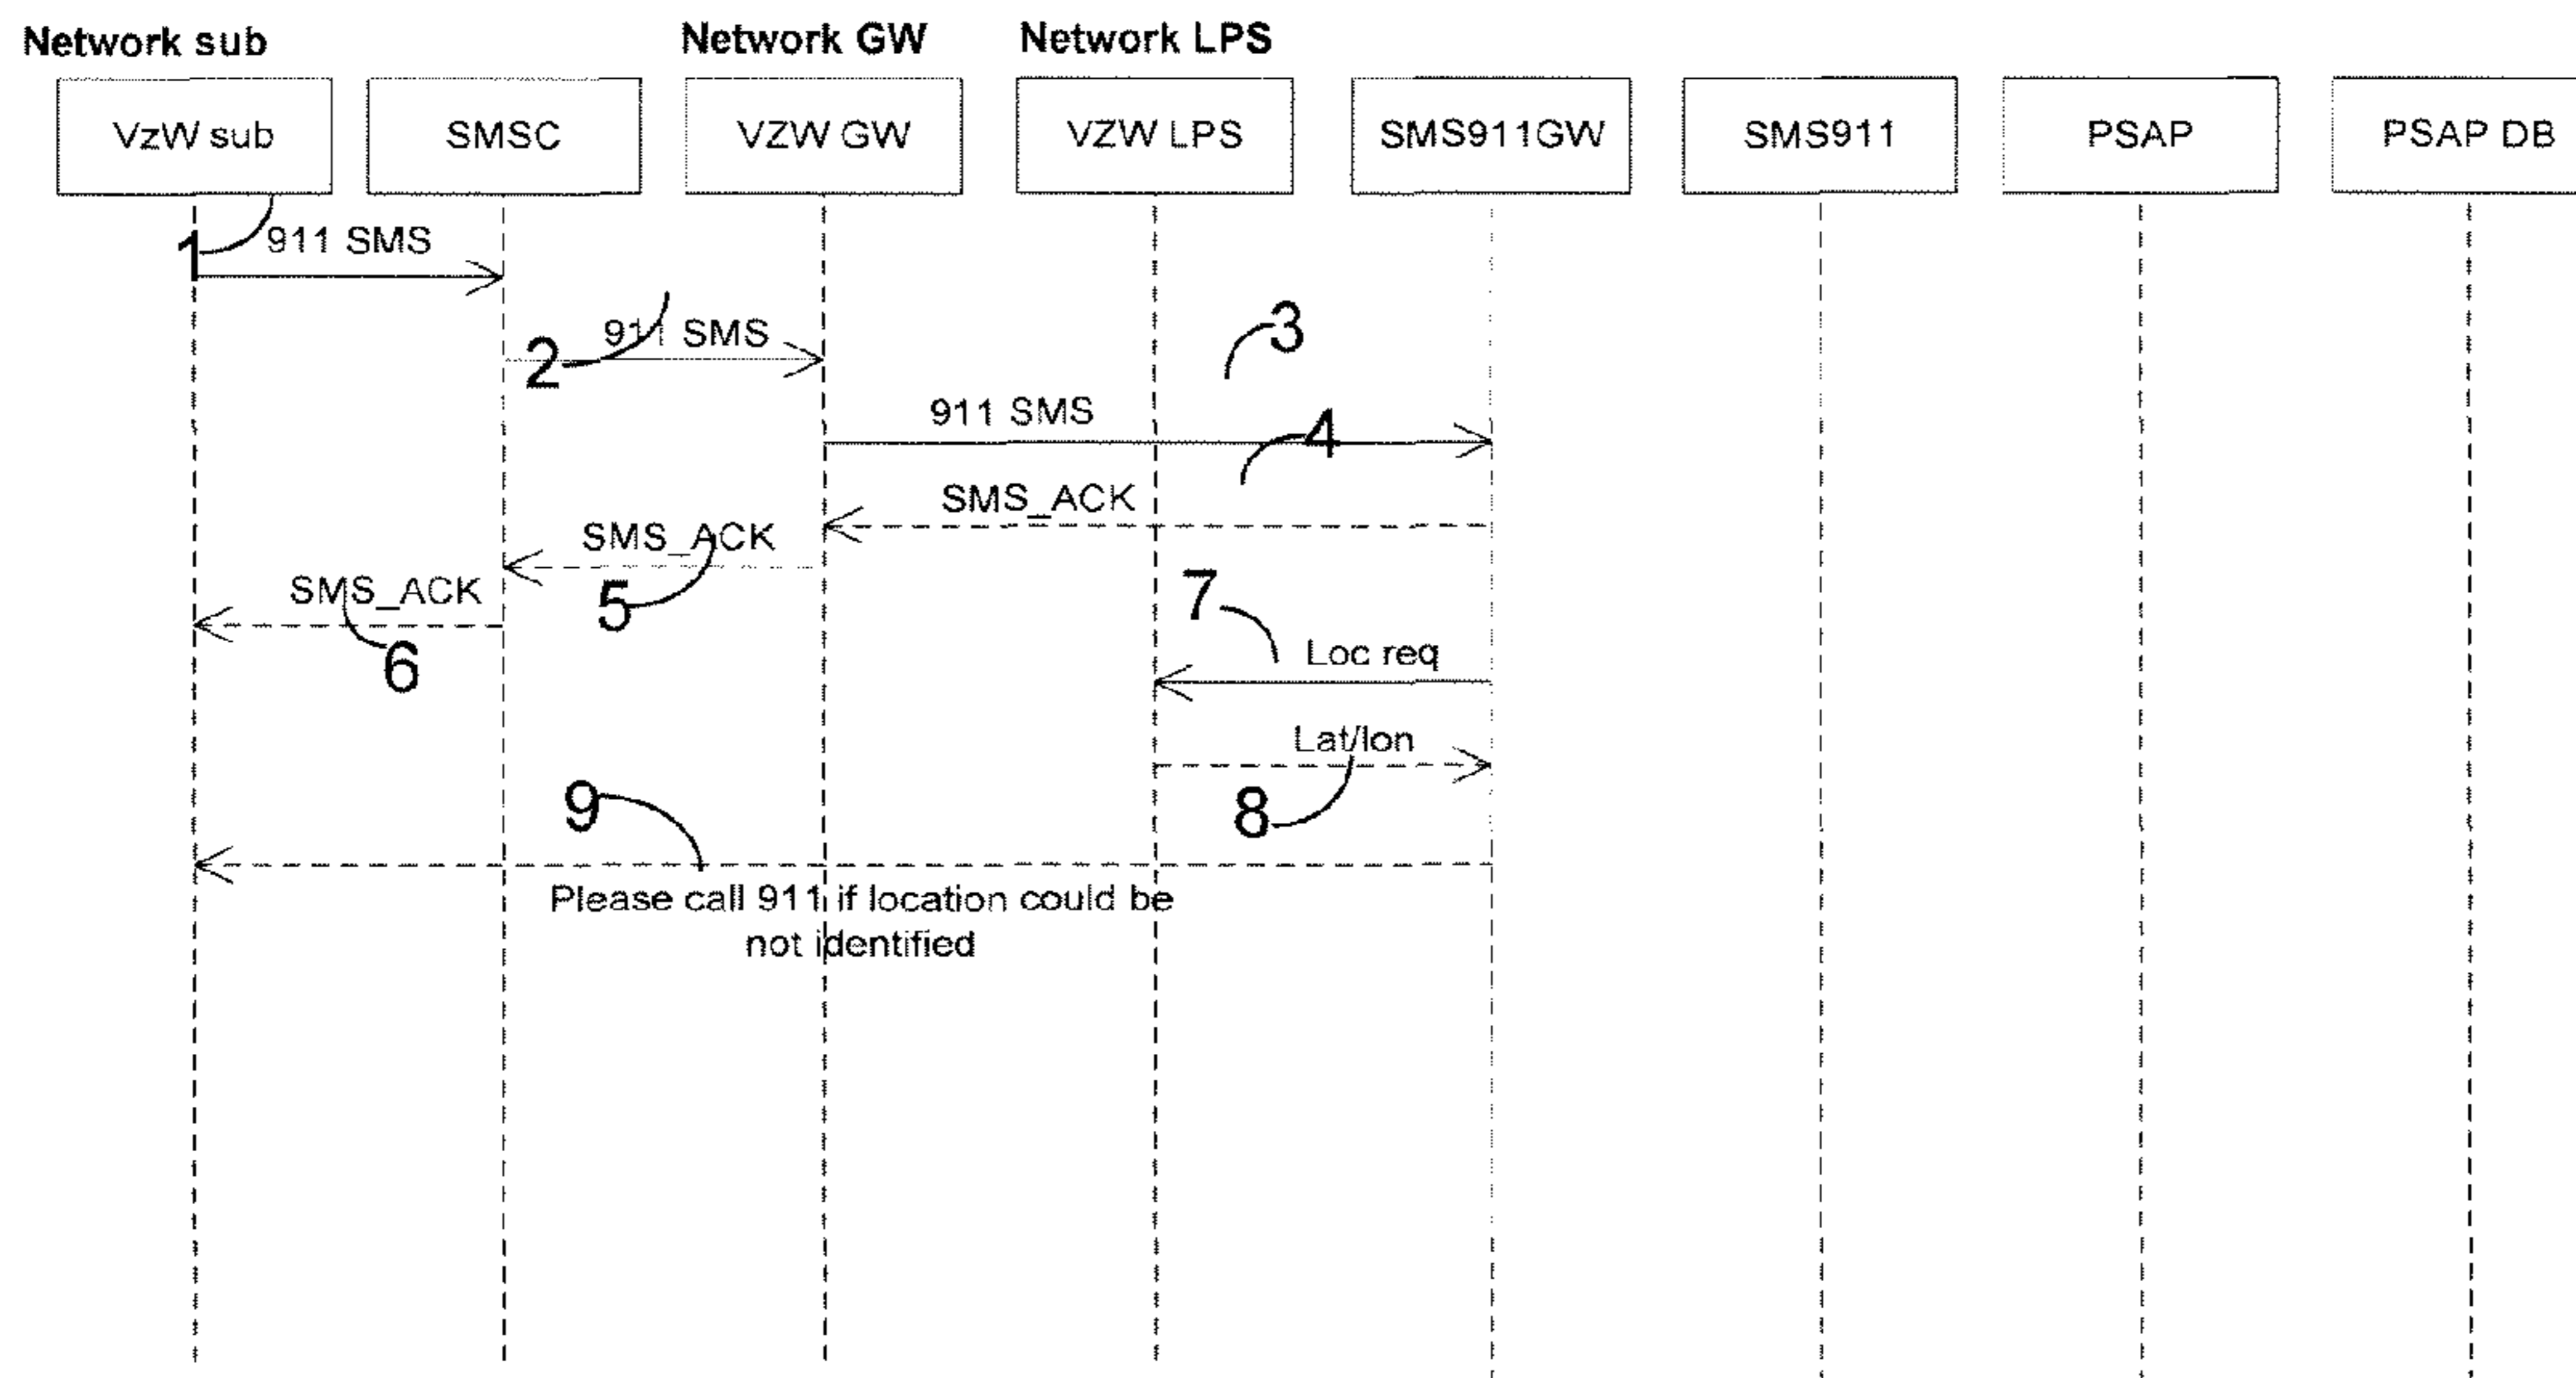 Network sub
Network GW
Network LPS
VzW sub
SMSC
VZW GW
VZW LPS
SMS911GW
SMS911
PSAP
PSAP DB
1
911 SMS
2
911 SMS
3
911 SMS
4
SMS_ACK
SMS_ACK
5
SMS_ACK
6
7
Loc req
Lat/lon
8
9
Please call 911 if location could be
not identified